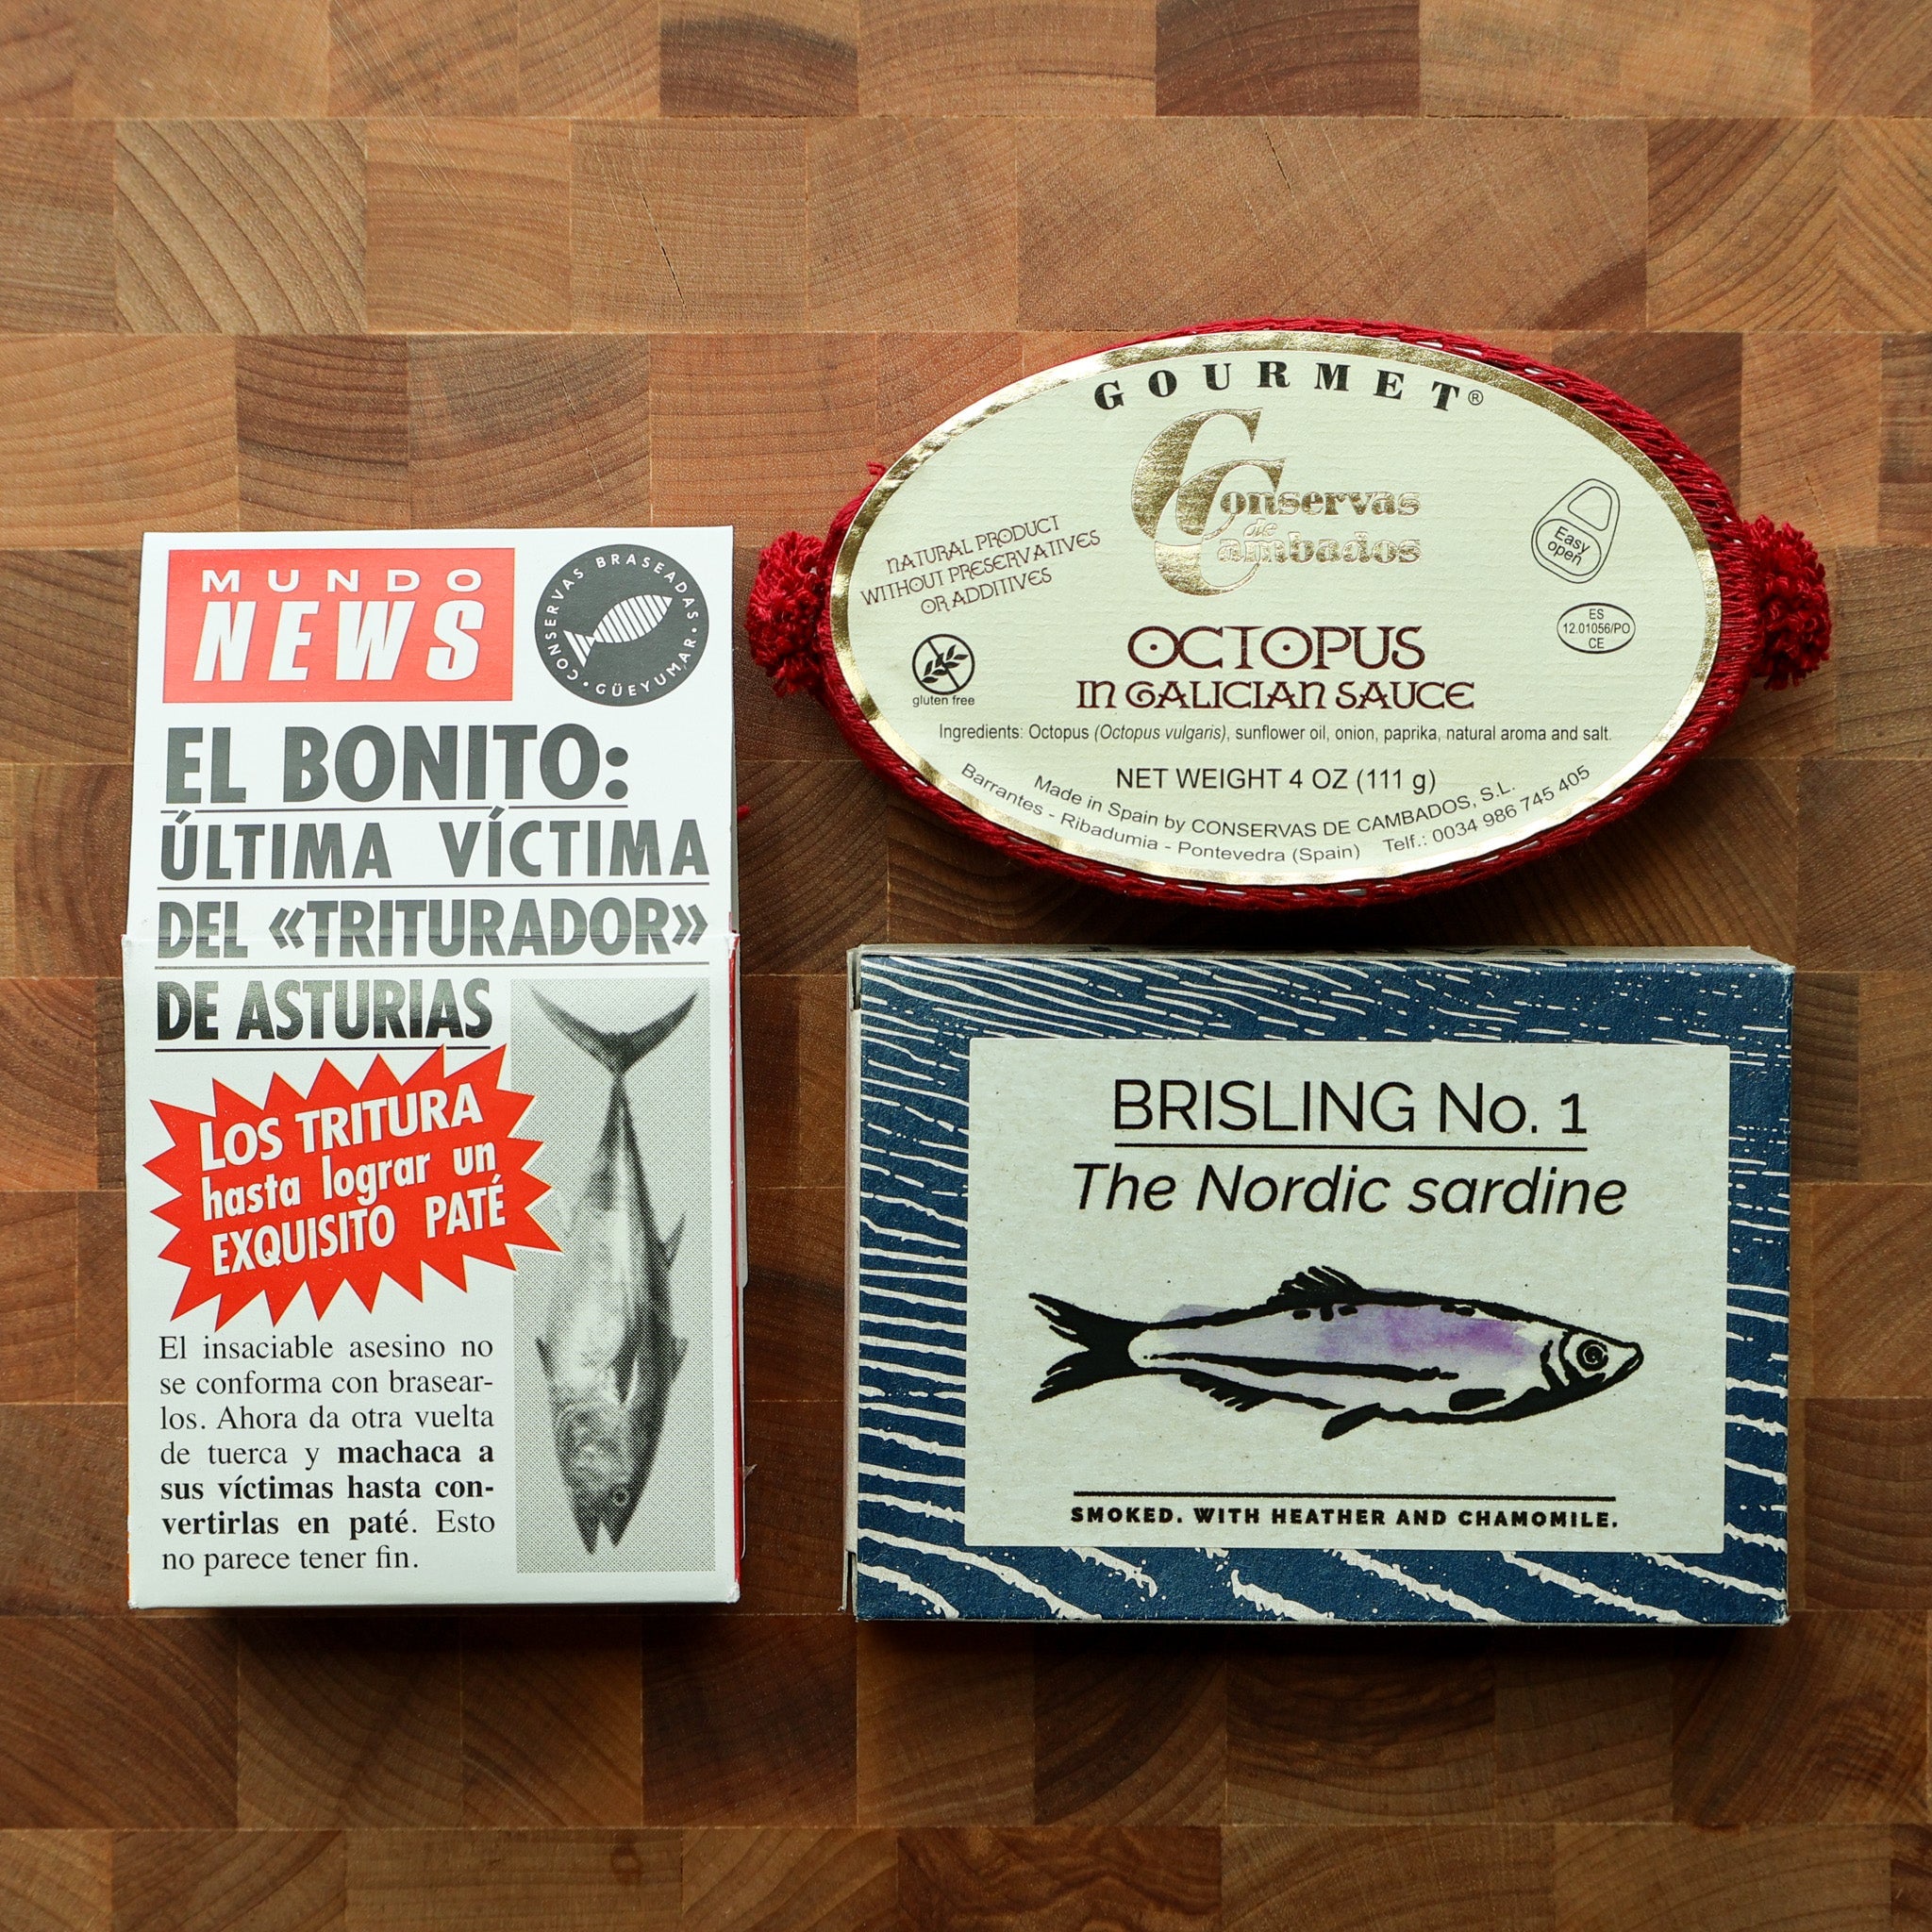 MUNDO
NEWS
CONSERVAS BRASEADAS • GÜEYUMAR •
EL BONITO:
ÚLTIMA VÍCTIMA
DEL «TRITURADOR»
DE ASTURIAS
LOS TRITURA
hasta lograr un
EXQUISITO PATÉ
El insaciable asesino no
se conforma con brasear-
los. Ahora da otra vuelta
de tuerca y machaca a
sus víctimas hasta con-
vertirlas en paté. Esto
no parece tener fin.
GOURMET®
Conservas
de
Cambados
NATURAL PRODUCT
WITHOUT PRESERVATIVES
OR ADDITIVES
Easy
open
ES
12.01056/PO
CE
gluten free
OCTOPUS
IN GALICIAN SAUCE
Ingredients: Octopus (Octopus vulgaris), sunflower oil, onion, paprika, natural aroma and salt.
NET WEIGHT 4 OZ (111 g)
Made in Spain by CONSERVAS DE CAMBADOS, S.L.
Barrantes - Ribadumia - Pontevedra (Spain) Telf.: 0034 986 745 405
BRISLING No. 1
The Nordic sardine
SMOKED. WITH HEATHER AND CHAMOMILE.